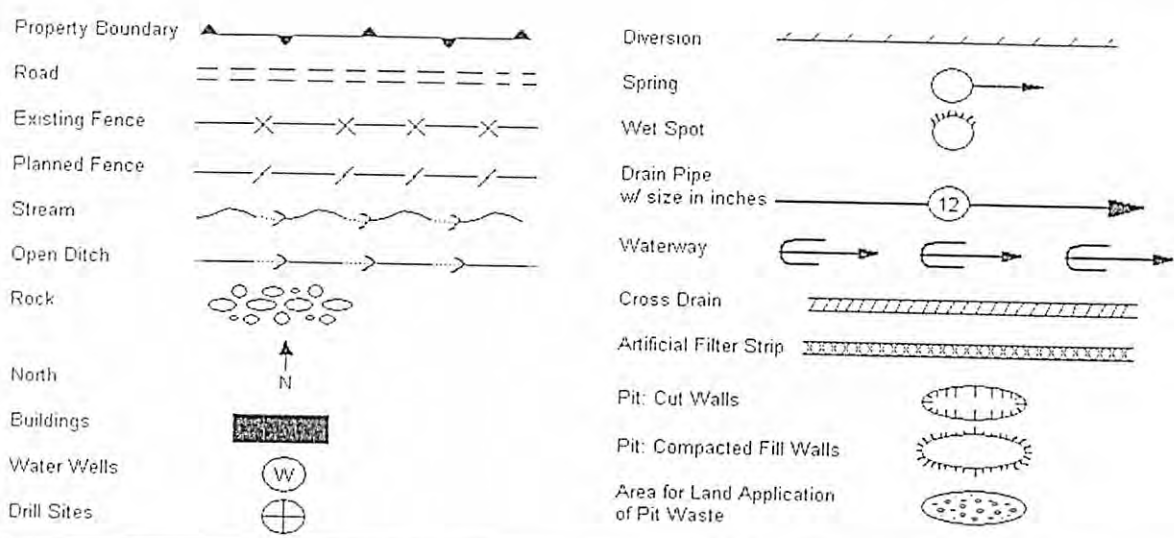 Property Boundary
Road
Existing Fence
Planned Fence
Stream
Open Ditch
Rock
North
N
Buildings
Water Wells
W
Drill Sites
Diversion
Spring
Wet Spot
Drain Pipe
w/ size in inches
12
Waterway
Cross Drain
Artificial Filter Strip
Pit: Cut Walls
Pit: Compacted Fill Walls
Area for Land Application
of Pit Waste